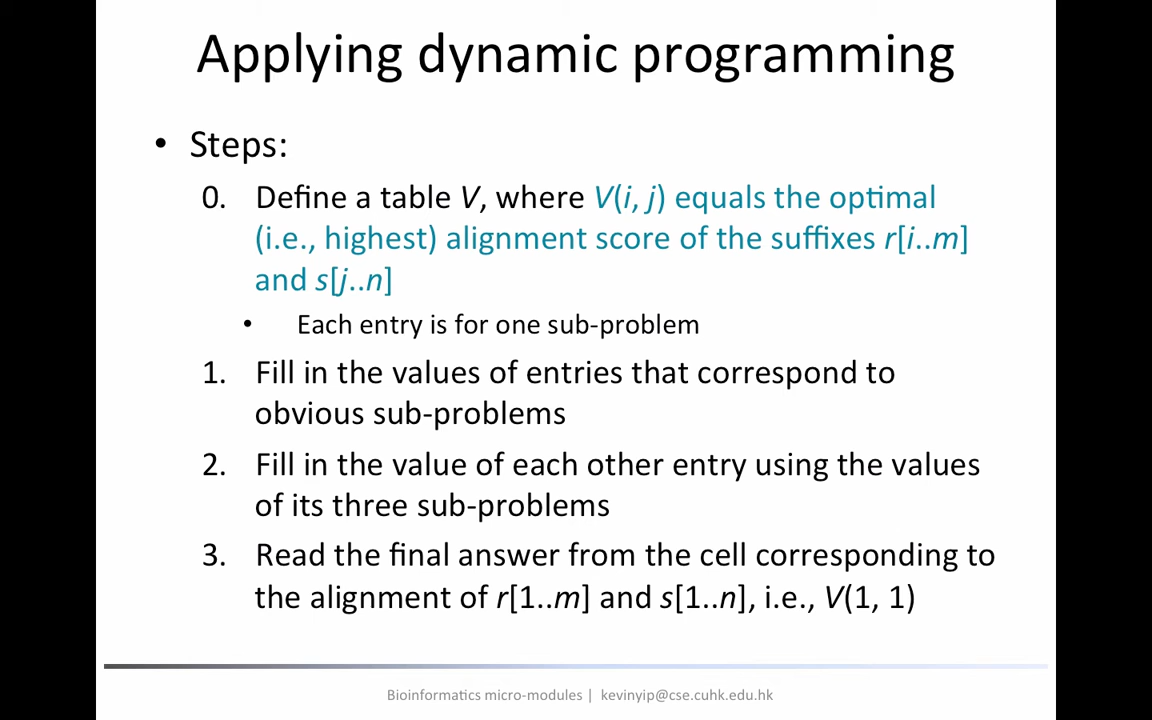 Applying dynamic programming
• Steps:
0. Define a table V, where V(i, j) equals the optimal
(i.e., highest) alignment score of the suffixes r[i..m]
and s[j..n]
• Each entry is for one sub-problem
1. Fill in the values of entries that correspond to
obvious sub-problems
2. Fill in the value of each other entry using the values
of its three sub-problems
3. Read the final answer from the cell corresponding to
the alignment of r[1..m] and s[1..n], i.e., V(1, 1)
Bioinformatics micro-modules | kevinyip@cse.cuhk.edu.hk